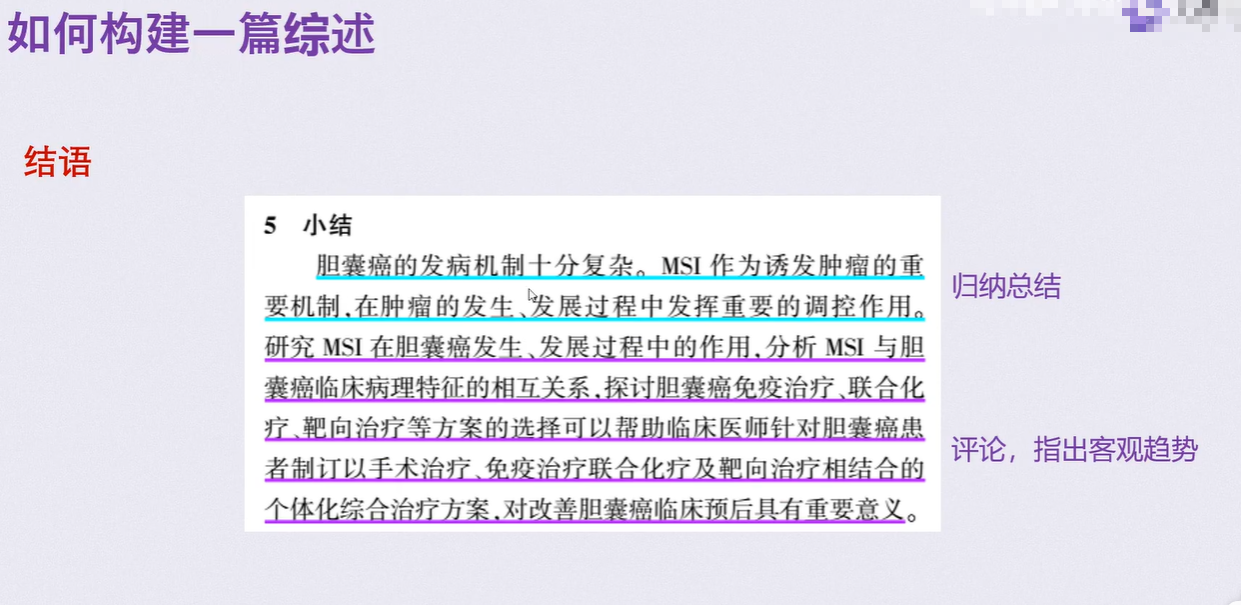 如何构建一篇综述
结语
5 小结
胆囊癌的发病机制十分复杂。MSI 作为诱发肿瘤的重
要机制,在肿瘤的发生、发展过程中发挥重要的调控作用。
归纳总结
研究 MSI 在胆囊癌发生、发展过程中的作用,分析 MSI 与胆
囊癌临床病理特征的相互关系,探讨胆囊癌免疫治疗、联合化
疗、靶向治疗等方案的选择可以帮助临床医师针对胆囊癌患
者制订以手术治疗、免疫治疗联合化疗及靶向治疗相结合的
个体化综合治疗方案,对改善胆囊癌临床预后具有重要意义。
评论，指出客观趋势